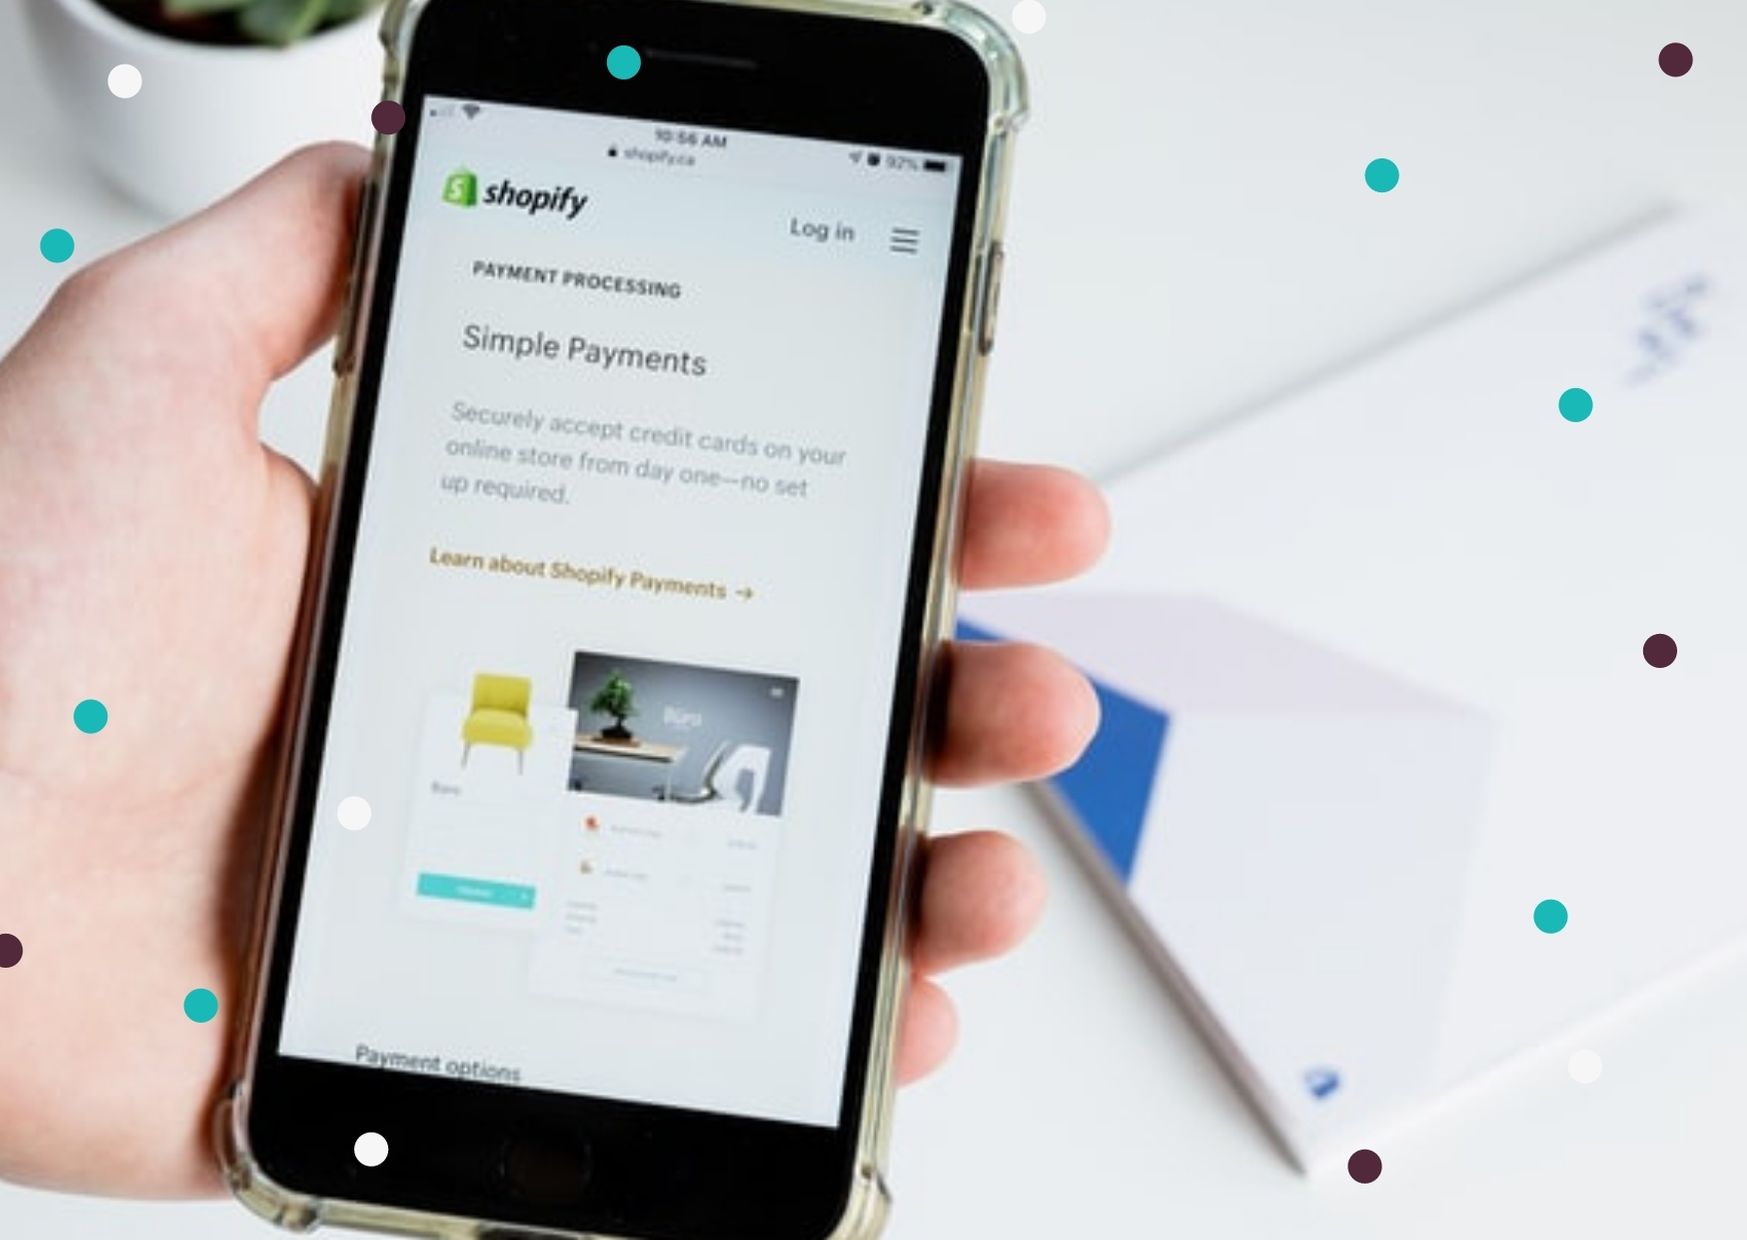 10:56 AM
shopify.ca
92%
shopify
Log in
PAYMENT PROCESSING
Simple Payments
Securely accept credit cards on your
online store from day one—no set
up required.
Learn about Shopify Payments →
Büro
Payment options